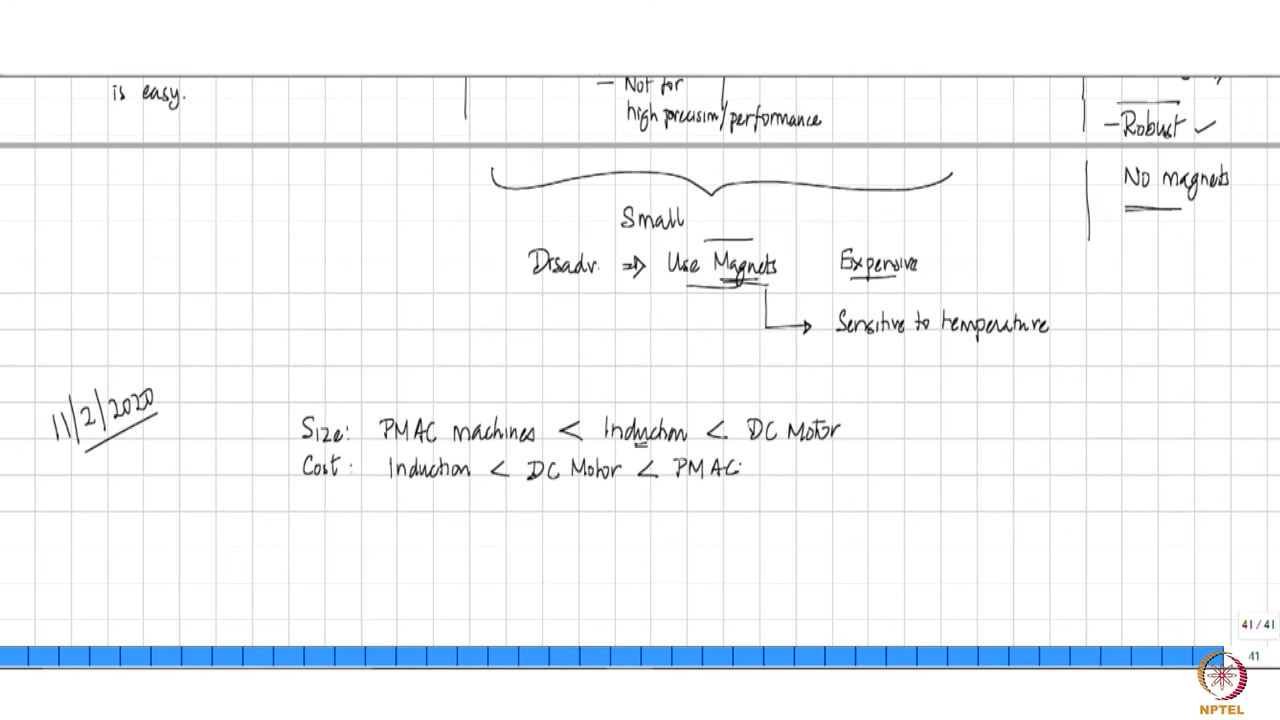 is easy.
– Not for
high precision/performance
– Robust ✓
No magnets
Small
Disadv. ⇒ Use Magnets Expensive
→ Sensitive to temperature
11/2/2020
Size: PMAC machines < Induction < DC Motor
Cost: Induction < DC Motor < PMAC
41 / 41
41
NPTEL